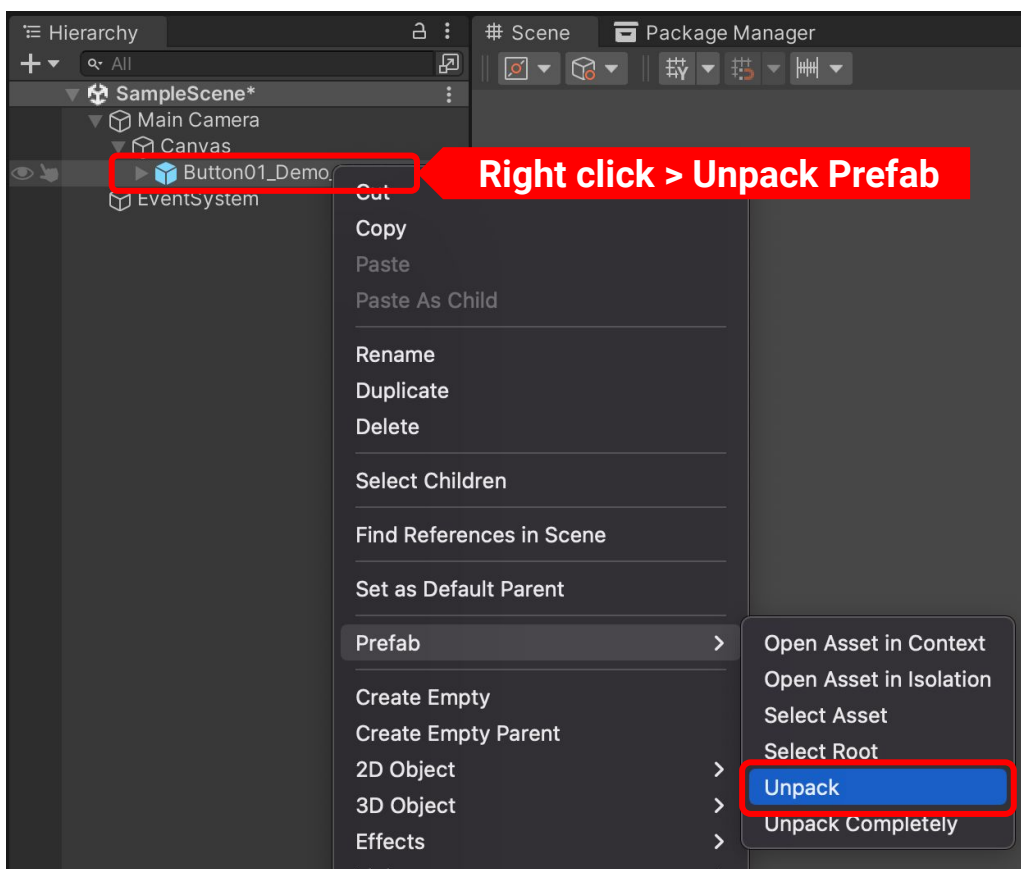 Hierarchy
Scene
Package Manager
All
SampleScene*
Main Camera
Canvas
Button01_Demo_
Right click > Unpack Prefab
EventSystem
Cut
Copy
Paste
Paste As Child
Rename
Duplicate
Delete
Select Children
Find References in Scene
Set as Default Parent
Prefab
Open Asset in Context
Open Asset in Isolation
Select Asset
Select Root
Unpack
Unpack Completely
Create Empty
Create Empty Parent
2D Object
3D Object
Effects